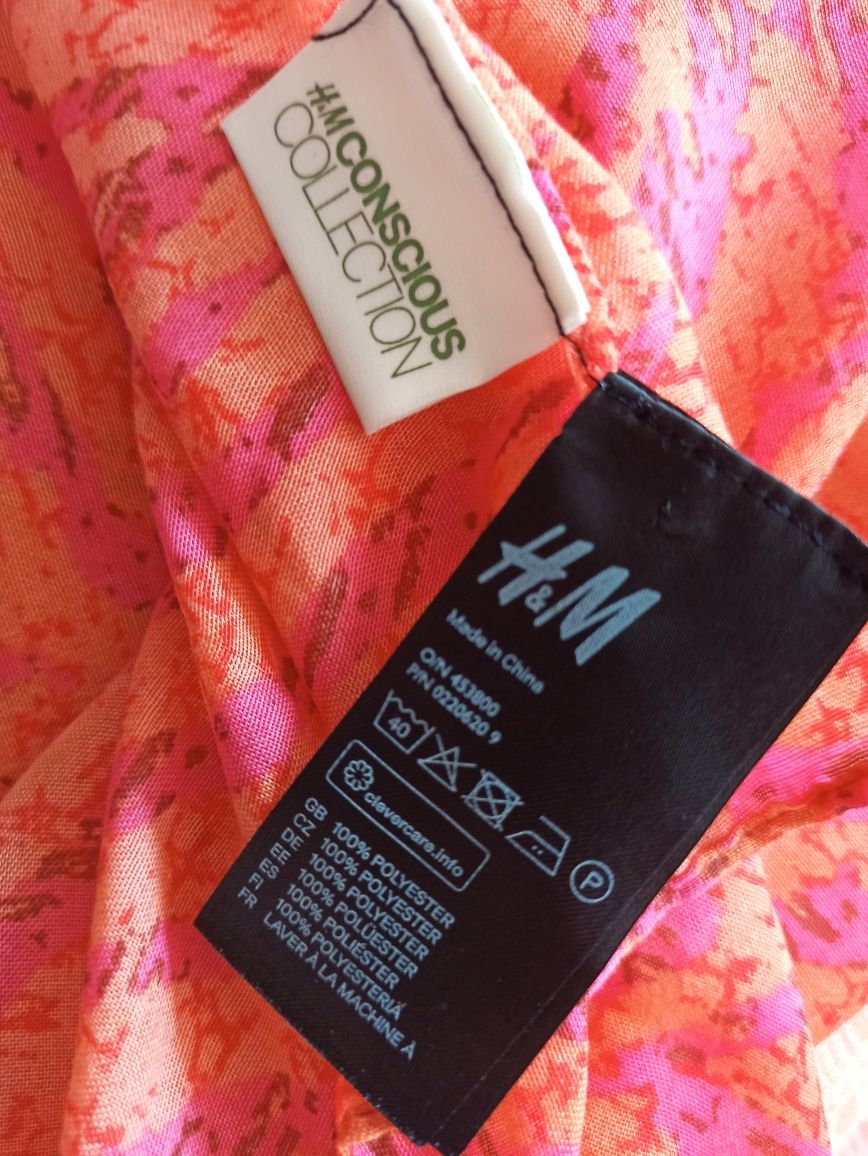 H&M CONSCIOUS
COLLECTION
H&M
Made in China
O/N 453800
P/N 0220620 9
40
P
clevercare.info
GB 100% POLYESTER
CZ 100% POLYESTER
DE 100% POLYESTER
EE 100% POLÜESTER
ES 100% POLIÉSTER
FI 100% POLYESTERIÄ
FR LAVER À LA MACHINE À